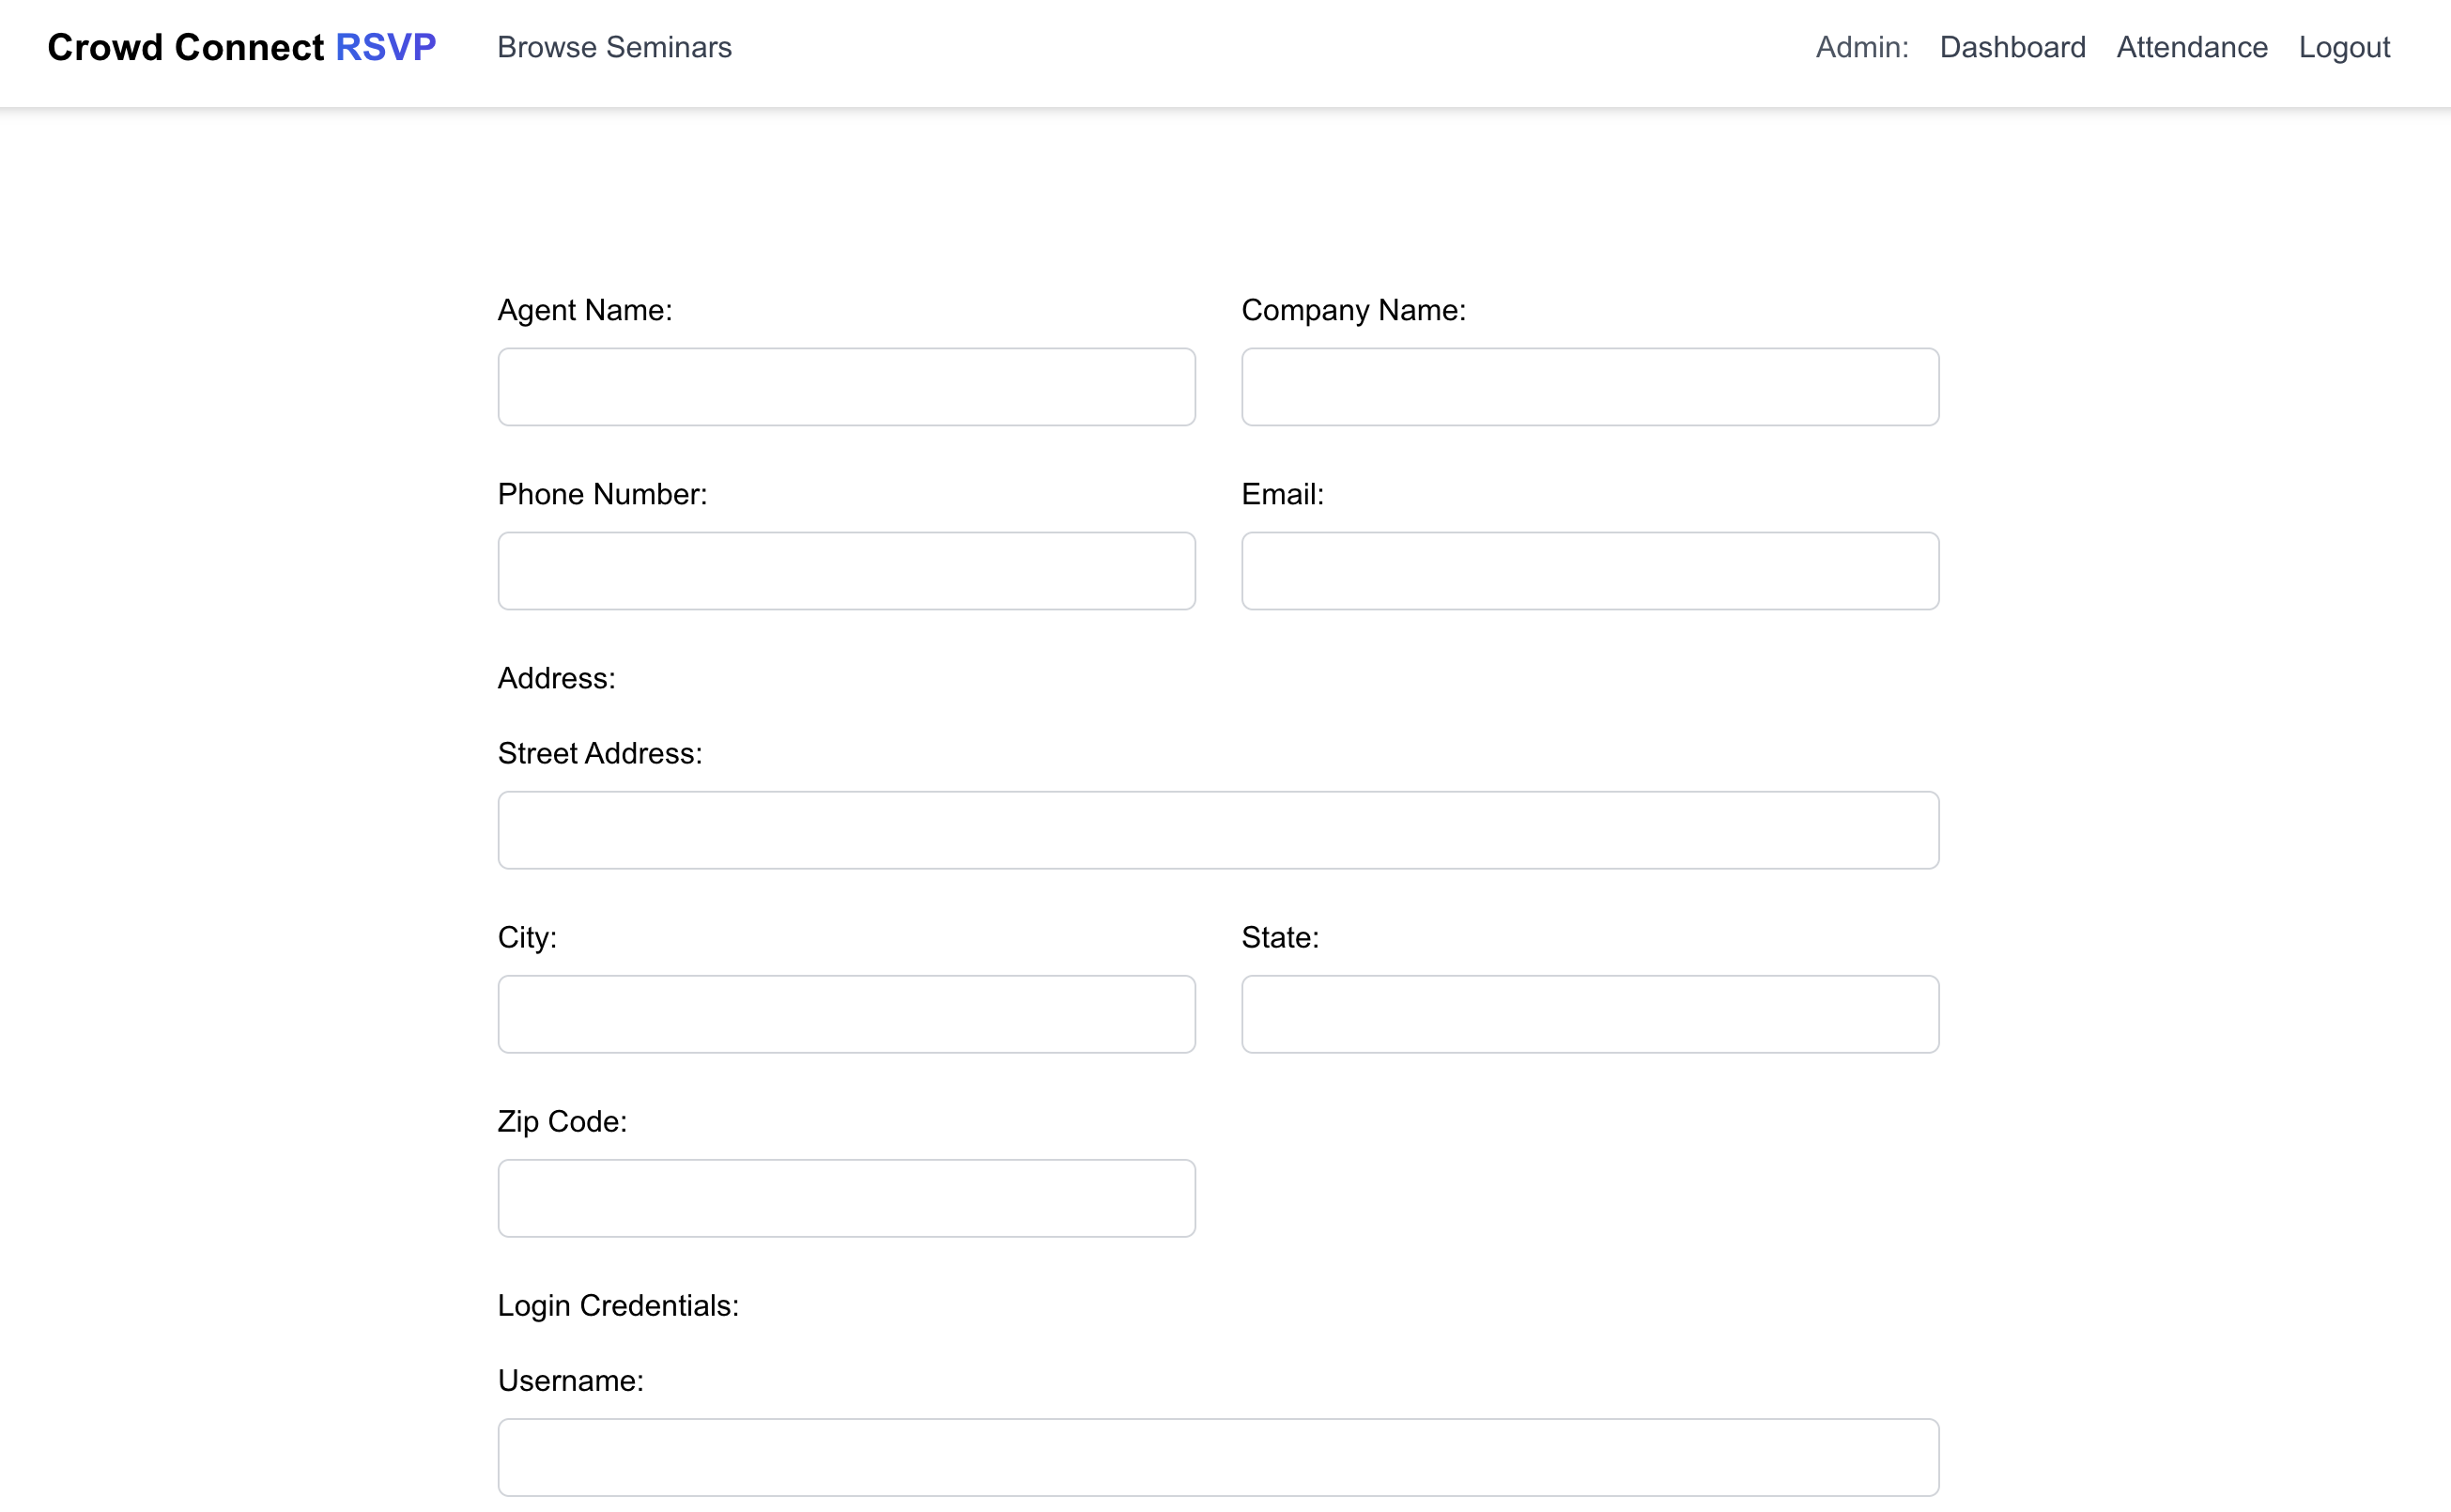 Crowd Connect RSVP Browse Seminars Admin: Dashboard Attendance Logout
Agent Name: Company Name:
Phone Number: Email:
Address:
Street Address:
City: State:
Zip Code:
Login Credentials:
Username: